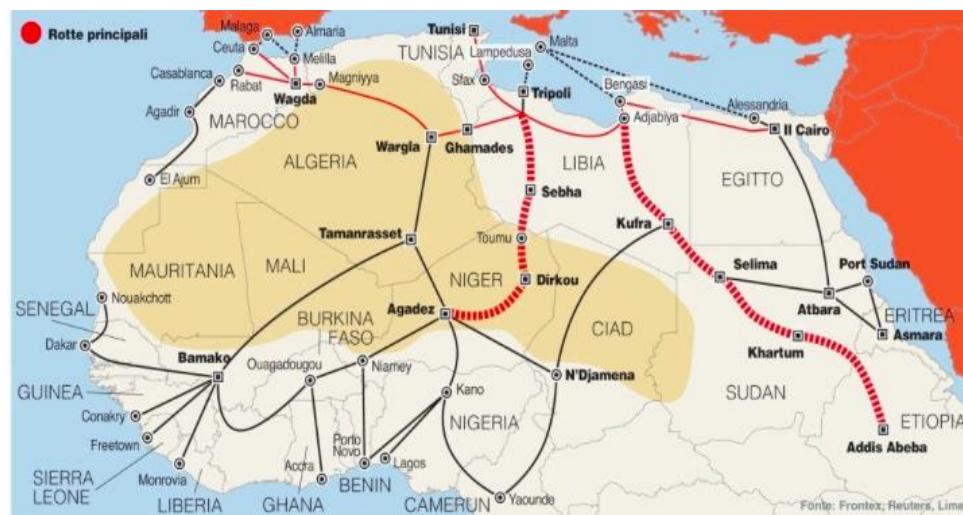 Rotte principali
Malaga
Almaria
Ceuta
Melilla
Casablanca
Rabat
Wagda
Magniyya
Agadir
MAROCCO
El Ajum
Tunisi
TUNISIA
Lampedusa
Malta
Sfax
Tripoli
Bengasi
Adjabiya
Alessandria
Il Cairo
Wargla
Ghamades
ALGERIA
LIBIA
EGITTO
Sebha
Kufra
Tamanrasset
Toumu
Selima
Port Sudan
MAURITANIA
MALI
NIGER
Dirkou
Nouakchott
Atbara
ERITREA
Asmara
SENEGAL
BURKINA
FASO
Agadez
CIAD
Khartum
Dakar
Bamako
Ouagadougou
Niamey
N'Djamena
SUDAN
GUINEA
Kano
ETIOPIA
Conakry
NIGERIA
Addis Abeba
Freetown
Porto
Novo
Lagos
SIERRA
LEONE
Monrovia
LIBERIA
Accra
GHANA
BENIN
CAMERUN
Yaounde
Fonte: Frontex, Reuters, Lime